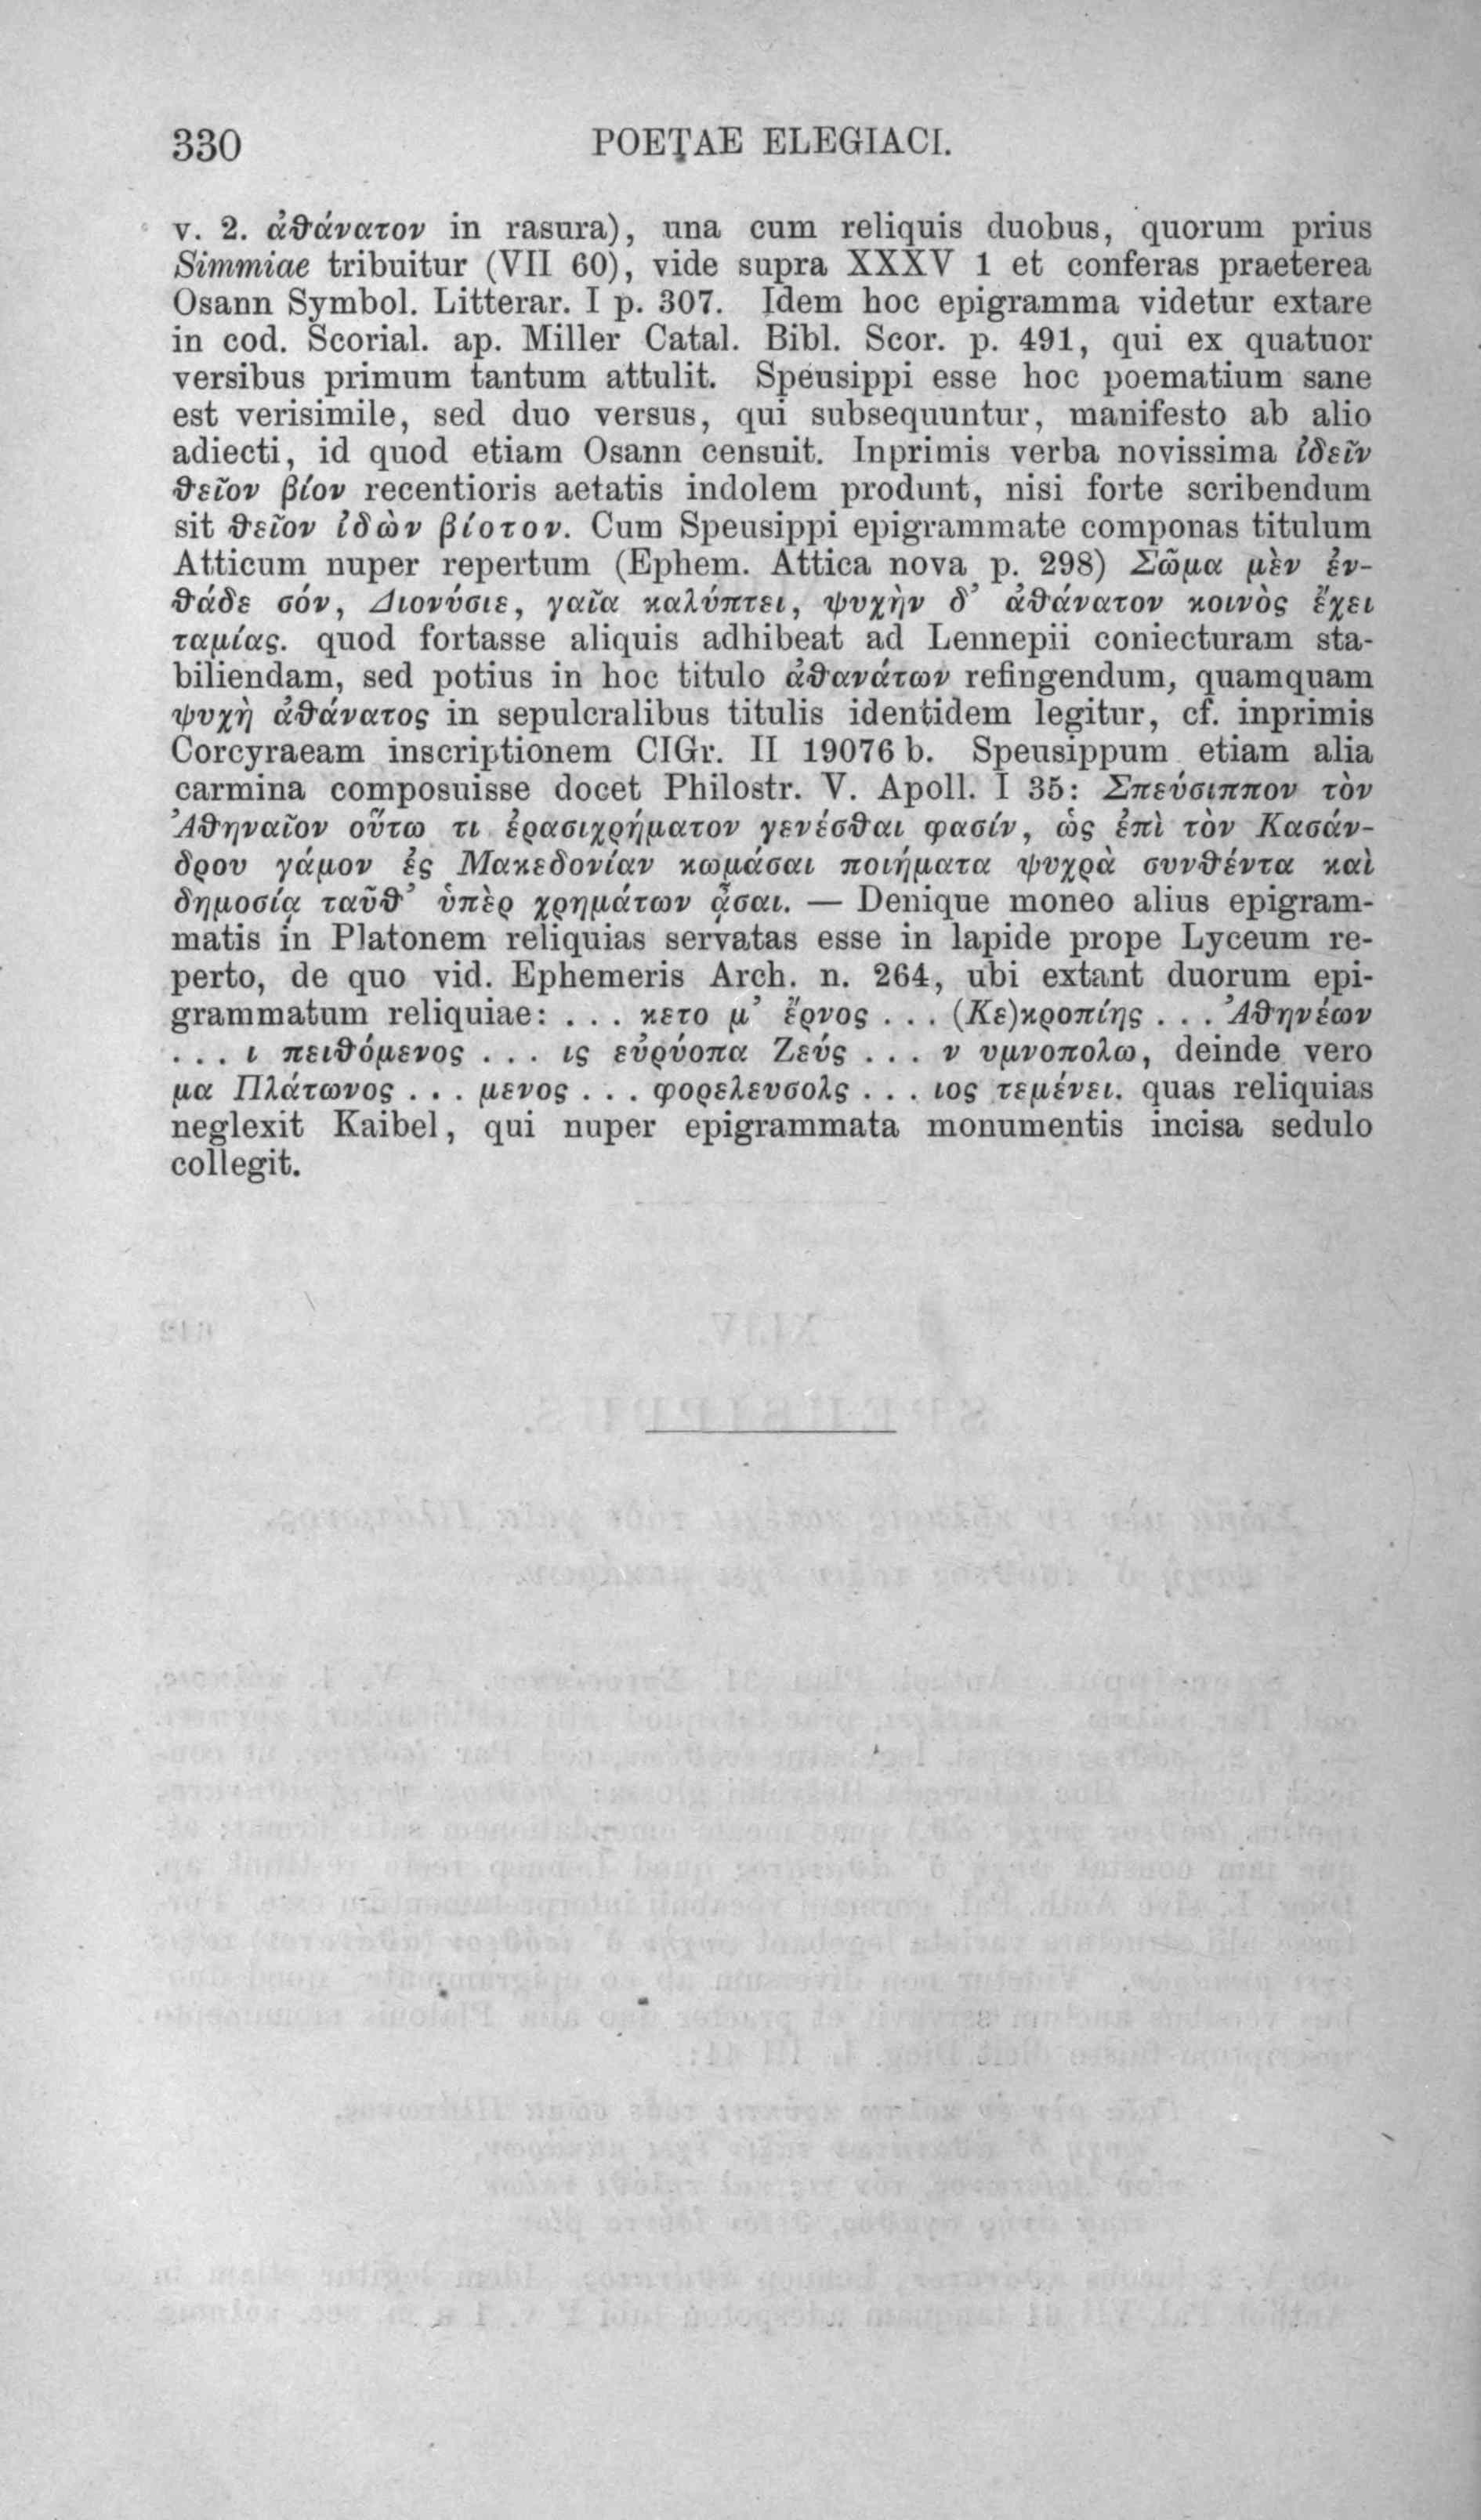 330 POETAE ELEGIACI.
v. 2. ἀθάνατον in rasura), una cum reliquis duobus, quorum prius
Simmiae tribuitur (VII 60), vide supra XXXV 1 et conferas praeterea
Osann Symbol. Litterar. I p. 307. Idem hoc epigramma videtur extare
in cod. Scorial. ap. Miller Catal. Bibl. Scor. p. 491, qui ex quatuor
versibus primum tantum attulit. Speusippi esse hoc poematium sane
est verisimile, sed duo versus, qui subsequuntur, manifesto ab alio
adiecti, id quod etiam Osann censuit. Inprimis verba novissima ἰδεῖν
θεῖον βίον recentioris aetatis indolem produnt, nisi forte scribendum
sit θεῖον ἰδὼν βίοτον. Cum Speusippi epigrammate componas titulum
Atticum nuper repertum (Ephem. Attica nova p. 298) Σῶμα μὲν ἐν-
θάδε σόν, Διονύσιε, γαῖα καλύπτει, ψυχὴν δ’ ἀθάνατον κοινὸς ἔχει
ταμίας. quod fortasse aliquis adhibeat ad Lennepii coniecturam sta-
biliendam, sed potius in hoc titulo ἀθανάτων refingendum, quamquam
ψυχὴ ἀθάνατος in sepulcralibus titulis identidem legitur, cf. inprimis
Corcyraeam inscriptionem CIGr. II 19076 b. Speusippum etiam alia
carmina composuisse docet Philostr. V. Apoll. I 35: Σπεύσιππον τὸν
Ἀθηναῖον οὕτω τι ἐρασιχρήματον γενέσθαι φασίν, ὡς ἐπὶ τὸν Κασάν-
δρου γάμον ἐς Μακεδονίαν κωμάσαι ποιήματα ψυχρὰ συνθέντα καὶ
δημοσίᾳ ταῦθ’ ὑπὲρ χρημάτων ᾆσαι. — Denique moneo alius epigram-
matis in Platonem reliquias servatas esse in lapide prope Lyceum re-
perto, de quo vid. Ephemeris Arch. n. 264, ubi extant duorum epi-
grammatum reliquiae: . . . κετο μ’ ἔρνος . . . (Κε)κροπίης . . . Ἀθηνέων
. . . ι πειθόμενος . . . ις εὐρύοπα Ζεύς . . . ν υμνοπολω, deinde vero
μα Πλάτωνος . . . μενος . . . φορελευσολς . . . ιος τεμένει. quas reliquias
neglexit Kaibel, qui nuper epigrammata monumentis incisa sedulo
collegit.